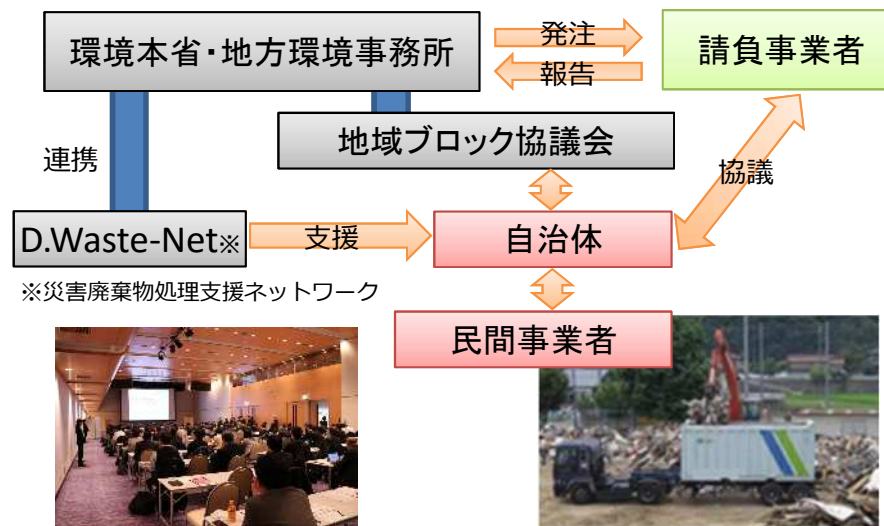 環境本省・地方環境事務所
発注
報告
請負事業者
地域ブロック協議会
連携
協議
D.Waste-Net※
支援
自治体
※災害廃棄物処理支援ネットワーク
民間事業者